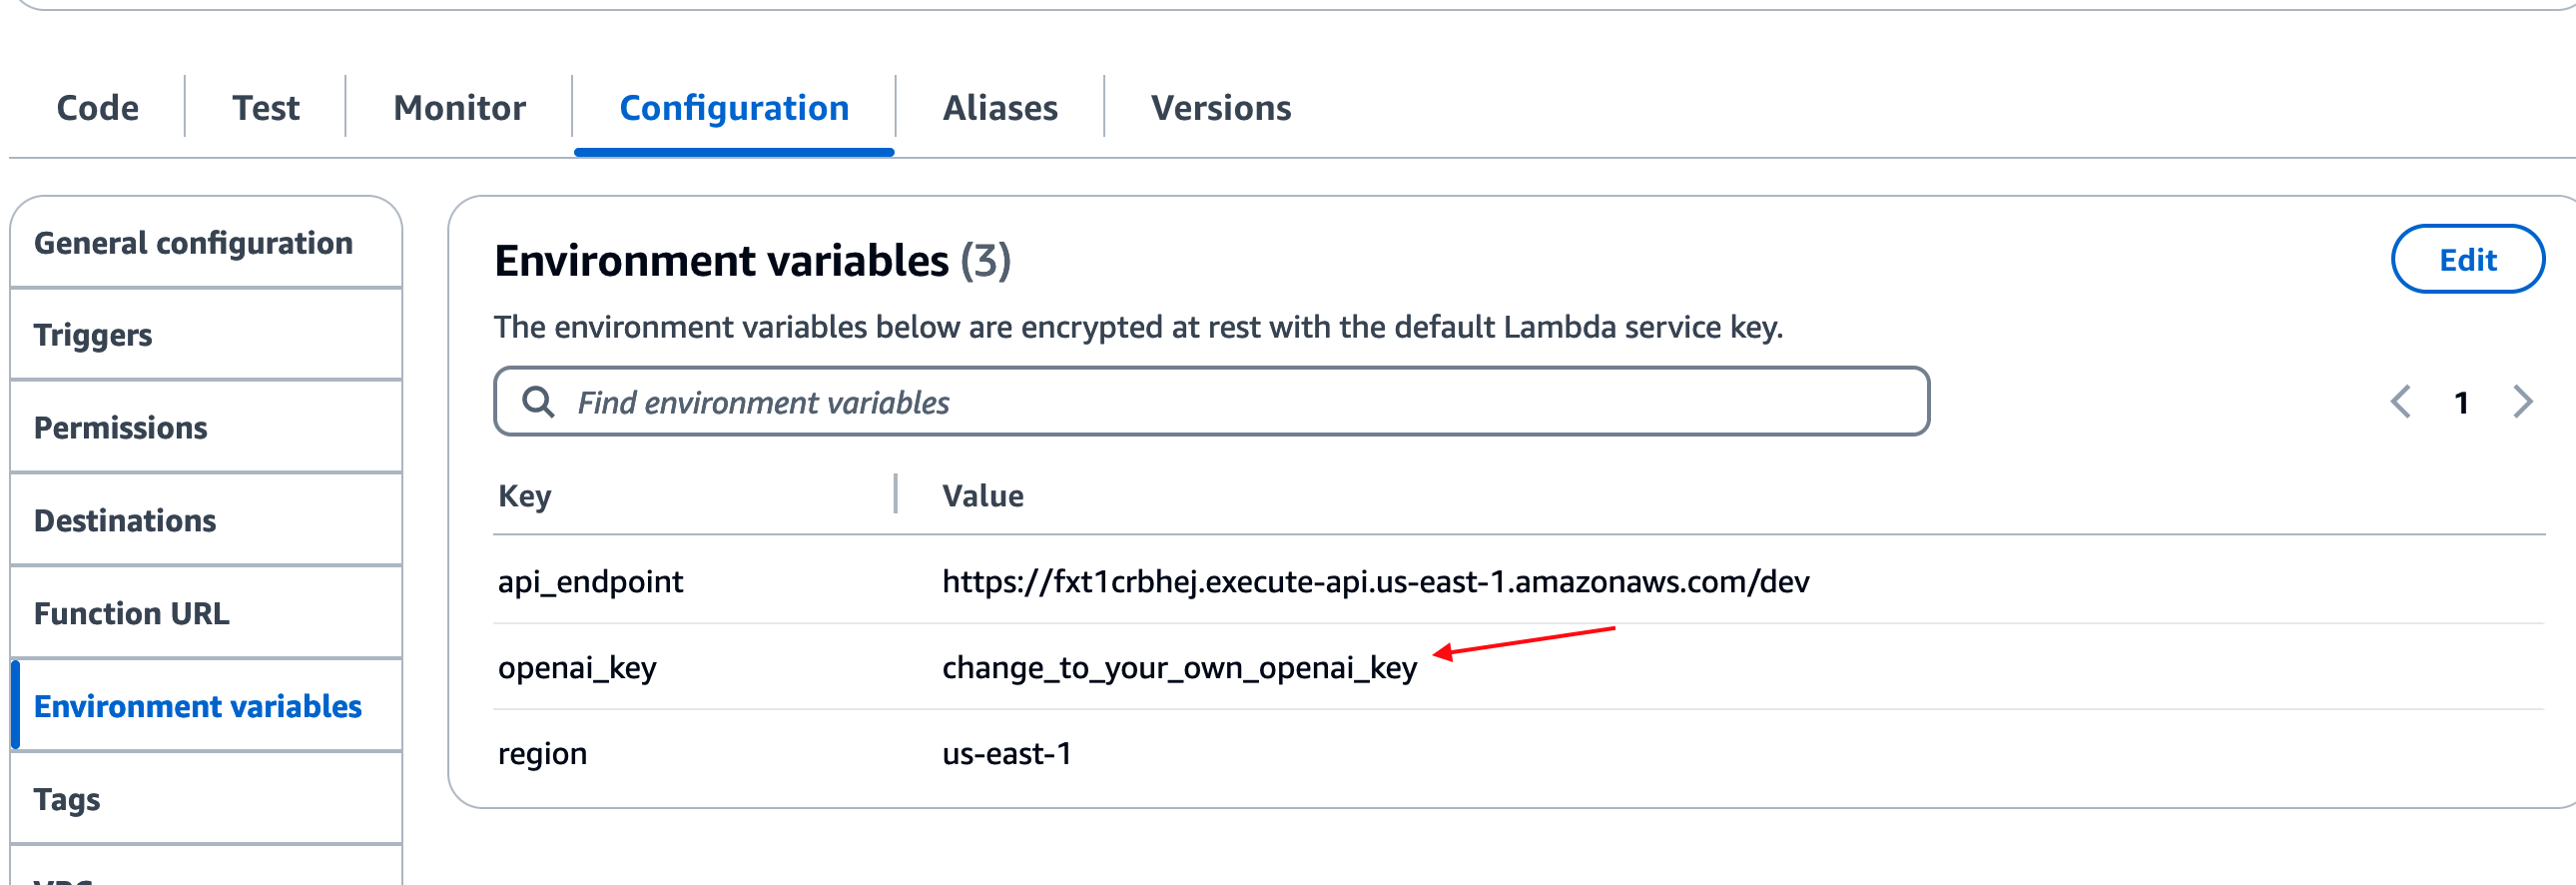 Code Test Monitor Configuration Aliases Versions
General configuration
Triggers
Permissions
Destinations
Function URL
Environment variables
Tags
Environment variables (3)
Edit
The environment variables below are encrypted at rest with the default Lambda service key.
Find environment variables
1
Key Value
api_endpoint https://fxt1crbhej.execute-api.us-east-1.amazonaws.com/dev
openai_key change_to_your_own_openai_key
region us-east-1